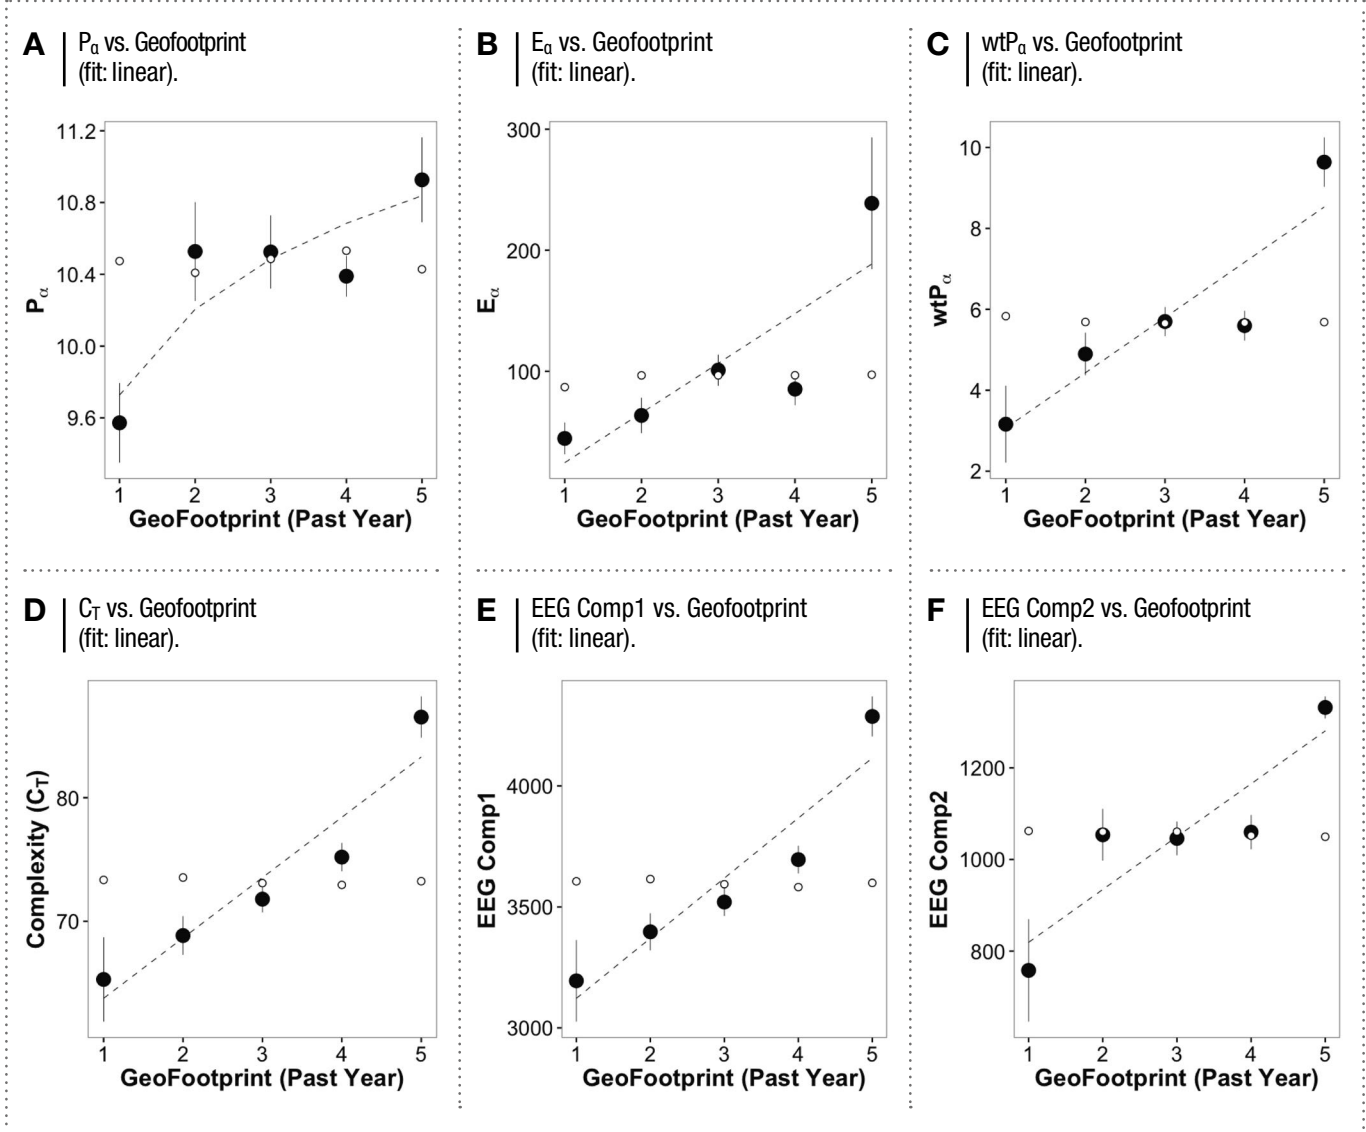 A
Pα vs. Geofootprint
(fit: linear).
11.2
10.8
10.4
10.0
9.6
Pα
1 2 3 4 5
GeoFootprint (Past Year)
B
Eα vs. Geofootprint
(fit: linear).
300
200
100
Eα
1 2 3 4 5
GeoFootprint (Past Year)
C
wtPα vs. Geofootprint
(fit: linear).
10
8
6
4
2
wtPα
1 2 3 4 5
GeoFootprint (Past Year)
D
CT vs. Geofootprint
(fit: linear).
80
70
Complexity (CT)
1 2 3 4 5
GeoFootprint (Past Year)
E
EEG Comp1 vs. Geofootprint
(fit: linear).
4000
3500
3000
EEG Comp1
1 2 3 4 5
GeoFootprint (Past Year)
F
EEG Comp2 vs. Geofootprint
(fit: linear).
1200
1000
800
EEG Comp2
1 2 3 4 5
GeoFootprint (Past Year)